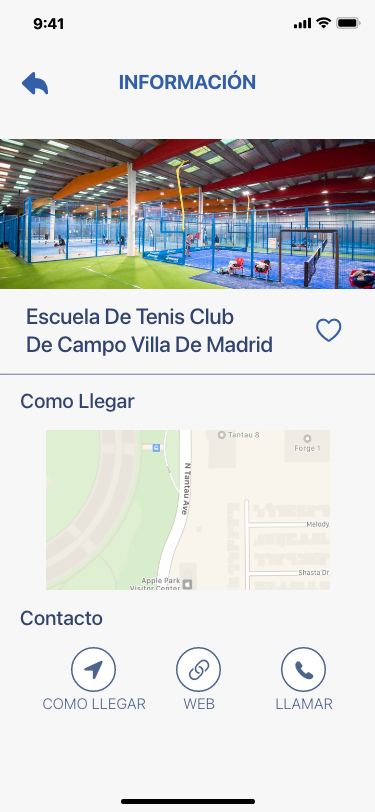 9:41
INFORMACIÓN
Escuela De Tenis Club
De Campo Villa De Madrid
Como Llegar
Tantau 8
Forge 1
N Tantau Ave
Melody
Shasta Dr
Apple Park
Visitor Center
Contacto
COMO LLEGAR
WEB
LLAMAR